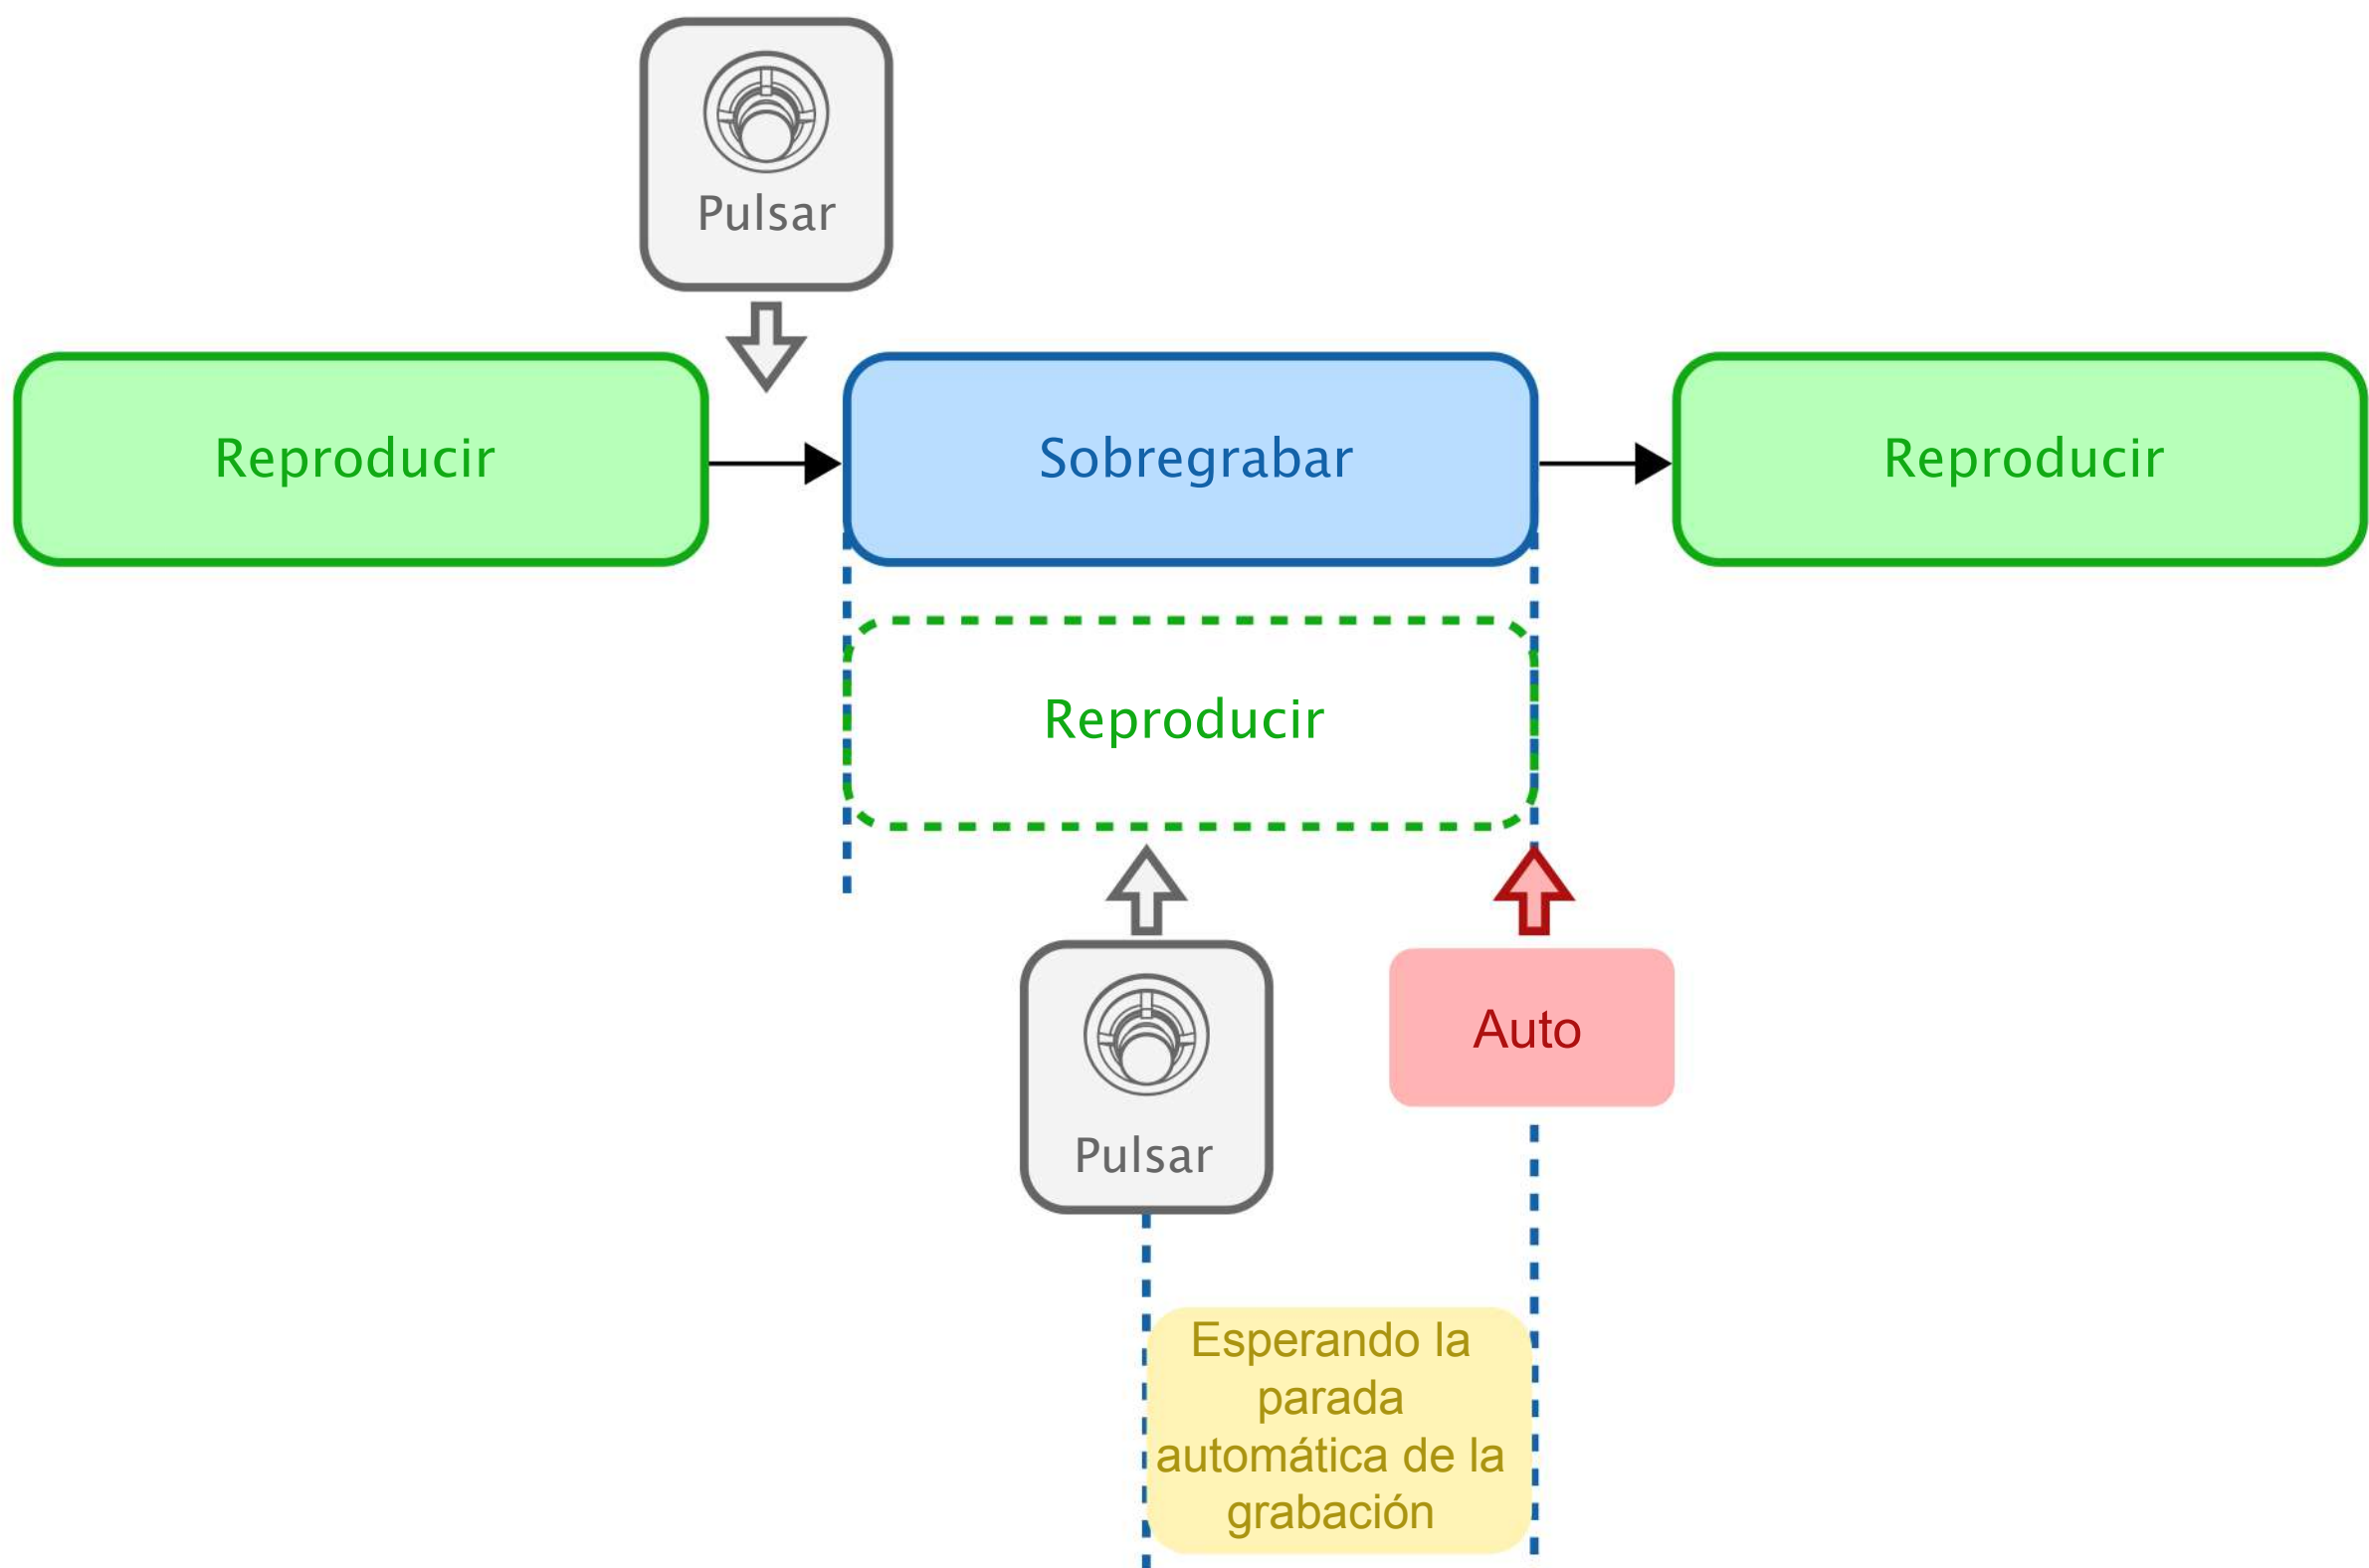 Pulsar
Reproducir
Sobregrabar
Reproducir
Reproducir
Pulsar
Auto
Esperando la
parada
automática de la
grabación